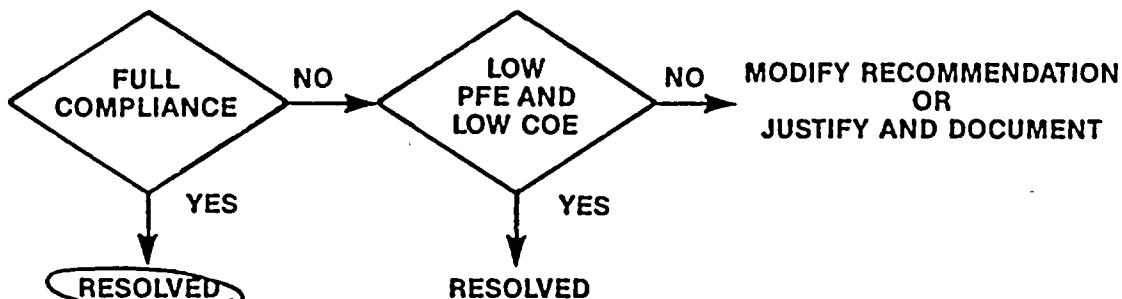 FULL
COMPLIANCE
NO
LOW
PFE AND
LOW COE
NO
MODIFY RECOMMENDATION
OR
JUSTIFY AND DOCUMENT
YES
YES
RESOLVED
RESOLVED